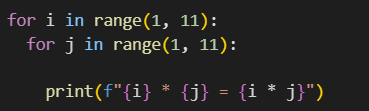 for i in range(1, 11):
  for j in range(1, 11):

    print(f"{i} * {j} = {i * j}")